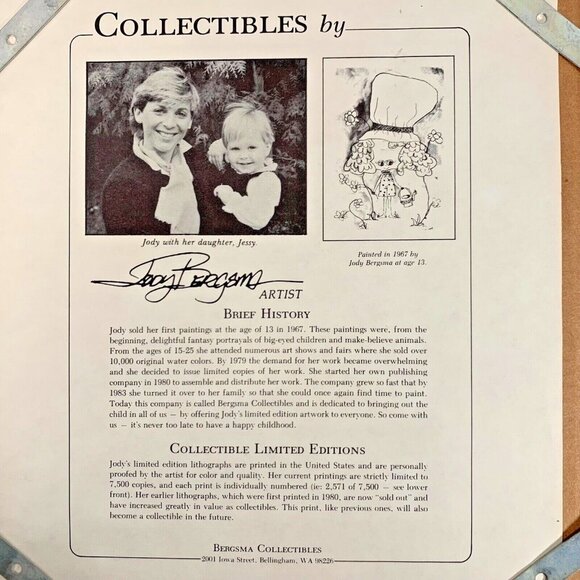 COLLECTIBLES by
Jody with her daughter, Jessy.
Painted in 1967 by
Jody Bergsma at age 13.
Jody Bergsma
ARTIST
BRIEF HISTORY
Jody sold her first paintings at the age of 13 in 1967. These paintings were, from the
beginning, delightful fantasy portrayals of big-eyed children and make-believe animals.
From the ages of 15-25 she attended numerous art shows and fairs where she sold over
10,000 original water colors. By 1979 the demand for her work became overwhelming
and she decided to issue limited copies of her work. She started her own publishing
company in 1980 to assemble and distribute her work. The company grew so fast that by
1983 she turned it over to her family so that she could once again find time to paint.
Today this company is called Bergsma Collectibles and is dedicated to bringing out the
child in all of us — by offering Jody's limited edition artwork to everyone. So come with
us — it's never too late to have a happy childhood.
COLLECTIBLE LIMITED EDITIONS
Jody's limited edition lithographs are printed in the United States and are personally
proofed by the artist for color and quality. Her current printings are strictly limited to
7,500 copies, and each print is individually numbered (ie: 2,571 of 7,500 — see lower
front). Her earlier lithographs, which were first printed in 1980, are now "sold out" and
have increased greatly in value as collectibles. This print, like previous ones, will also
become a collectible in the future.
BERGSMA COLLECTIBLES
2001 Iowa Street, Bellingham, WA 98226